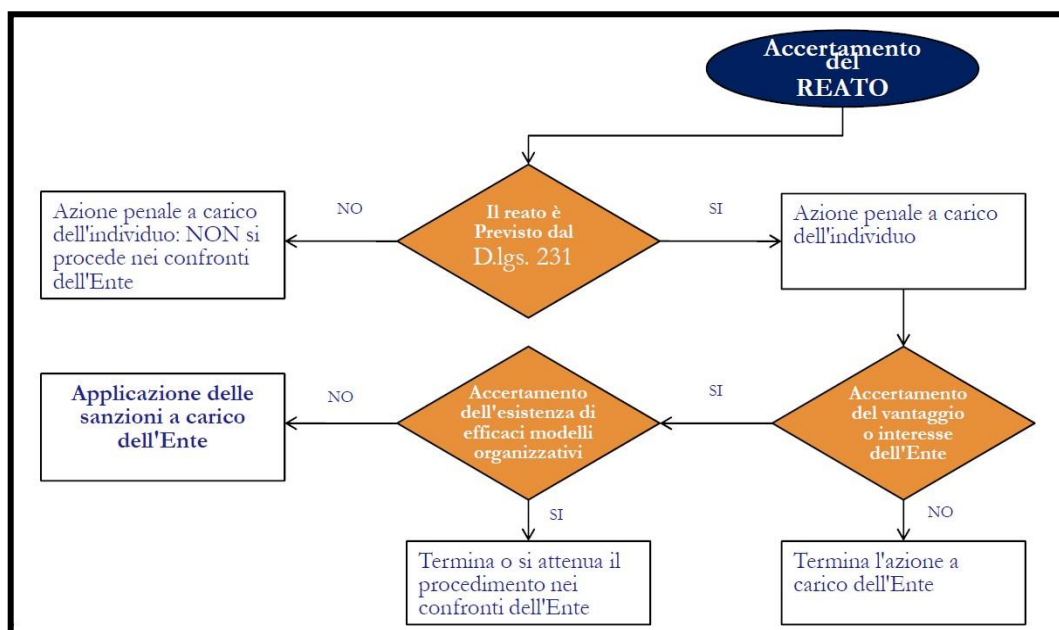 Accertamento
del
REATO
NO
Il reato è
Previsto dal
D.lgs. 231
SI
Azione penale a carico
dell'individuo: NON si
procede nei confronti
dell'Ente
Azione penale a carico
dell'individuo
Applicazione delle
sanzioni a carico
dell'Ente
NO
Accertamento
dell'esistenza di
efficaci modelli
organizzativi
SI
Accertamento
del vantaggio
o interesse
dell'Ente
SI
NO
Termina o si attenua il
procedimento nei
confronti dell'Ente
Termina l'azione a
carico dell'Ente